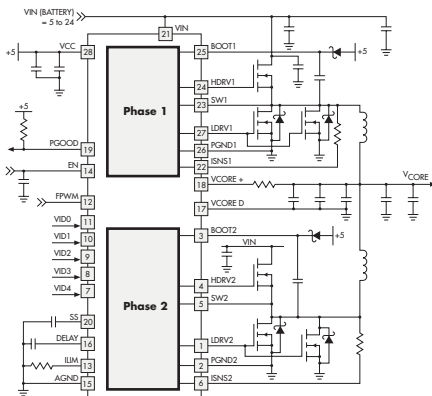 VIN (BATTERY)
= 5 to 24
VIN
21
+5
VCC
28
25
BOOT1
+5
24
HDRV1
Phase 1
23
SW1
+5
27
LDRV1
PGOOD
19
26
PGND1
EN
14
22
ISNS1
18
VCORE +
VCORE
FPWM
12
17
VCORE D
VID0
11
VID1
10
3
BOOT2
+5
VIN
VID2
9
VID3
8
4
HDRV2
VID4
7
Phase 2
5
SW2
SS
20
DELAY
16
1
LDRV2
ILIM
13
2
PGND2
AGND
15
6
ISNS2